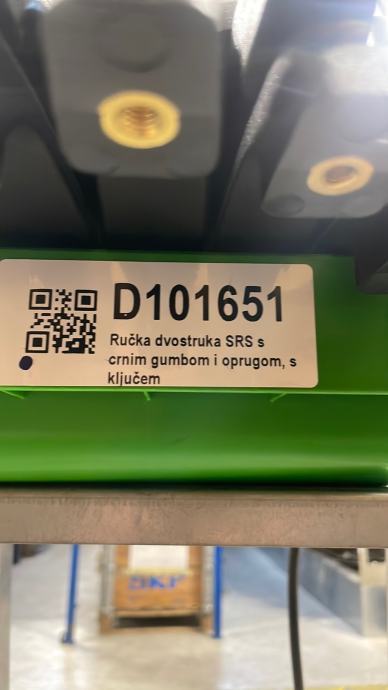 D101651
Ručka dvostruka SRS s
crnim gumbom i oprugom, s
ključem
SKF